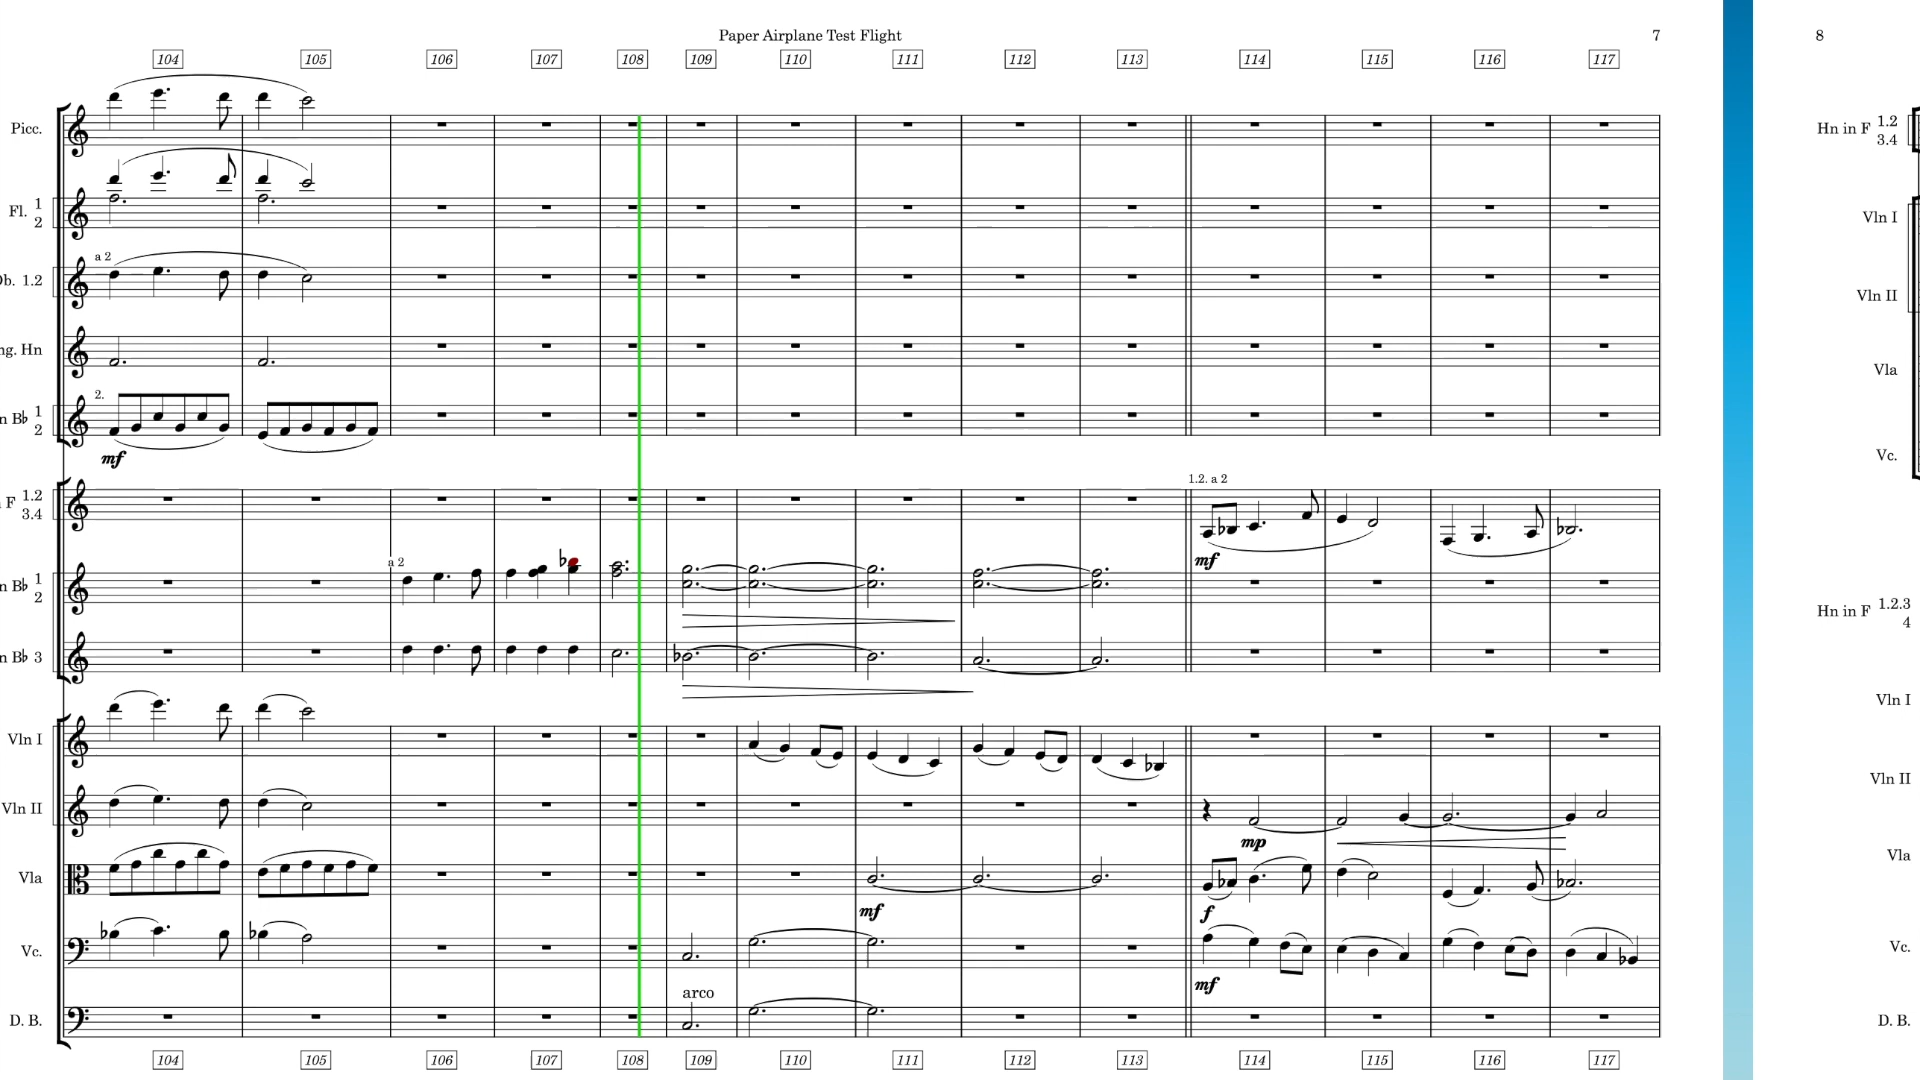 Paper Airplane Test Flight 7 8
104 105 106 107 108 109 110 111 112 113 114 115 116 117
Picc.
Fl. 1 2
a 2
Ob. 1.2
ng. Hn
2.
n B♭ 1 2
mf
1.2. a 2
F 1.2 3.4
mf
a 2
n B♭ 1 2
n B♭ 3
Vln I
Vln II
mp
Vla
mf f
Vc.
mf
arco
D. B.
104 105 106 107 108 109 110 111 112 113 114 115 116 117
Hn in F 1.2 3.4
Vln I
Vln II
Vla
Vc.
Hn in F 1.2.3 4
Vln I
Vln II
Vla
Vc.
D. B.